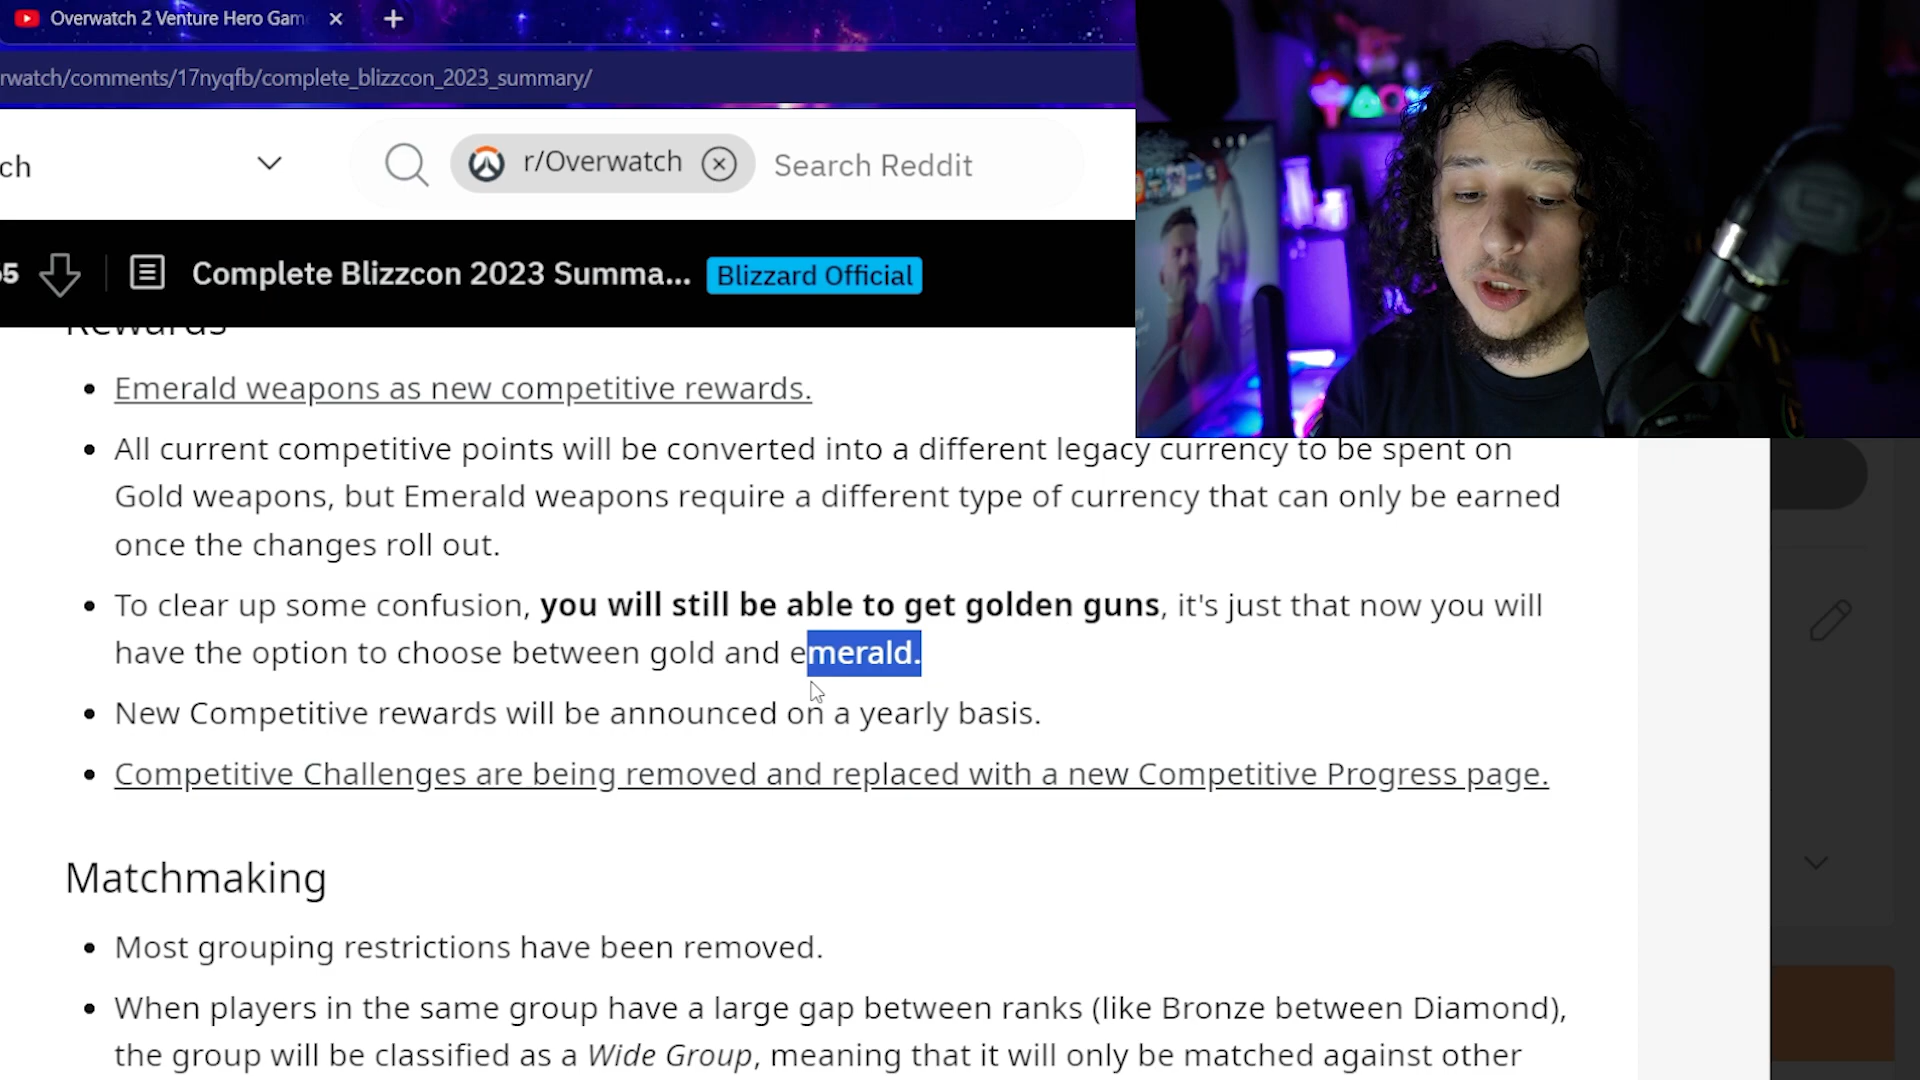 Overwatch 2 Venture Hero Gam
rwatch/comments/17nyqfb/complete_blizzcon_2023_summary/
ch
r/Overwatch
Search Reddit
65
Complete Blizzcon 2023 Summa...
Blizzard Official
Rewards
Emerald weapons as new competitive rewards.
All current competitive points will be converted into a different legacy currency to be spent on
Gold weapons, but Emerald weapons require a different type of currency that can only be earned
once the changes roll out.
To clear up some confusion, you will still be able to get golden guns, it's just that now you will
have the option to choose between gold and emerald.
New Competitive rewards will be announced on a yearly basis.
Competitive Challenges are being removed and replaced with a new Competitive Progress page.
Matchmaking
Most grouping restrictions have been removed.
When players in the same group have a large gap between ranks (like Bronze between Diamond),
the group will be classified as a Wide Group, meaning that it will only be matched against other